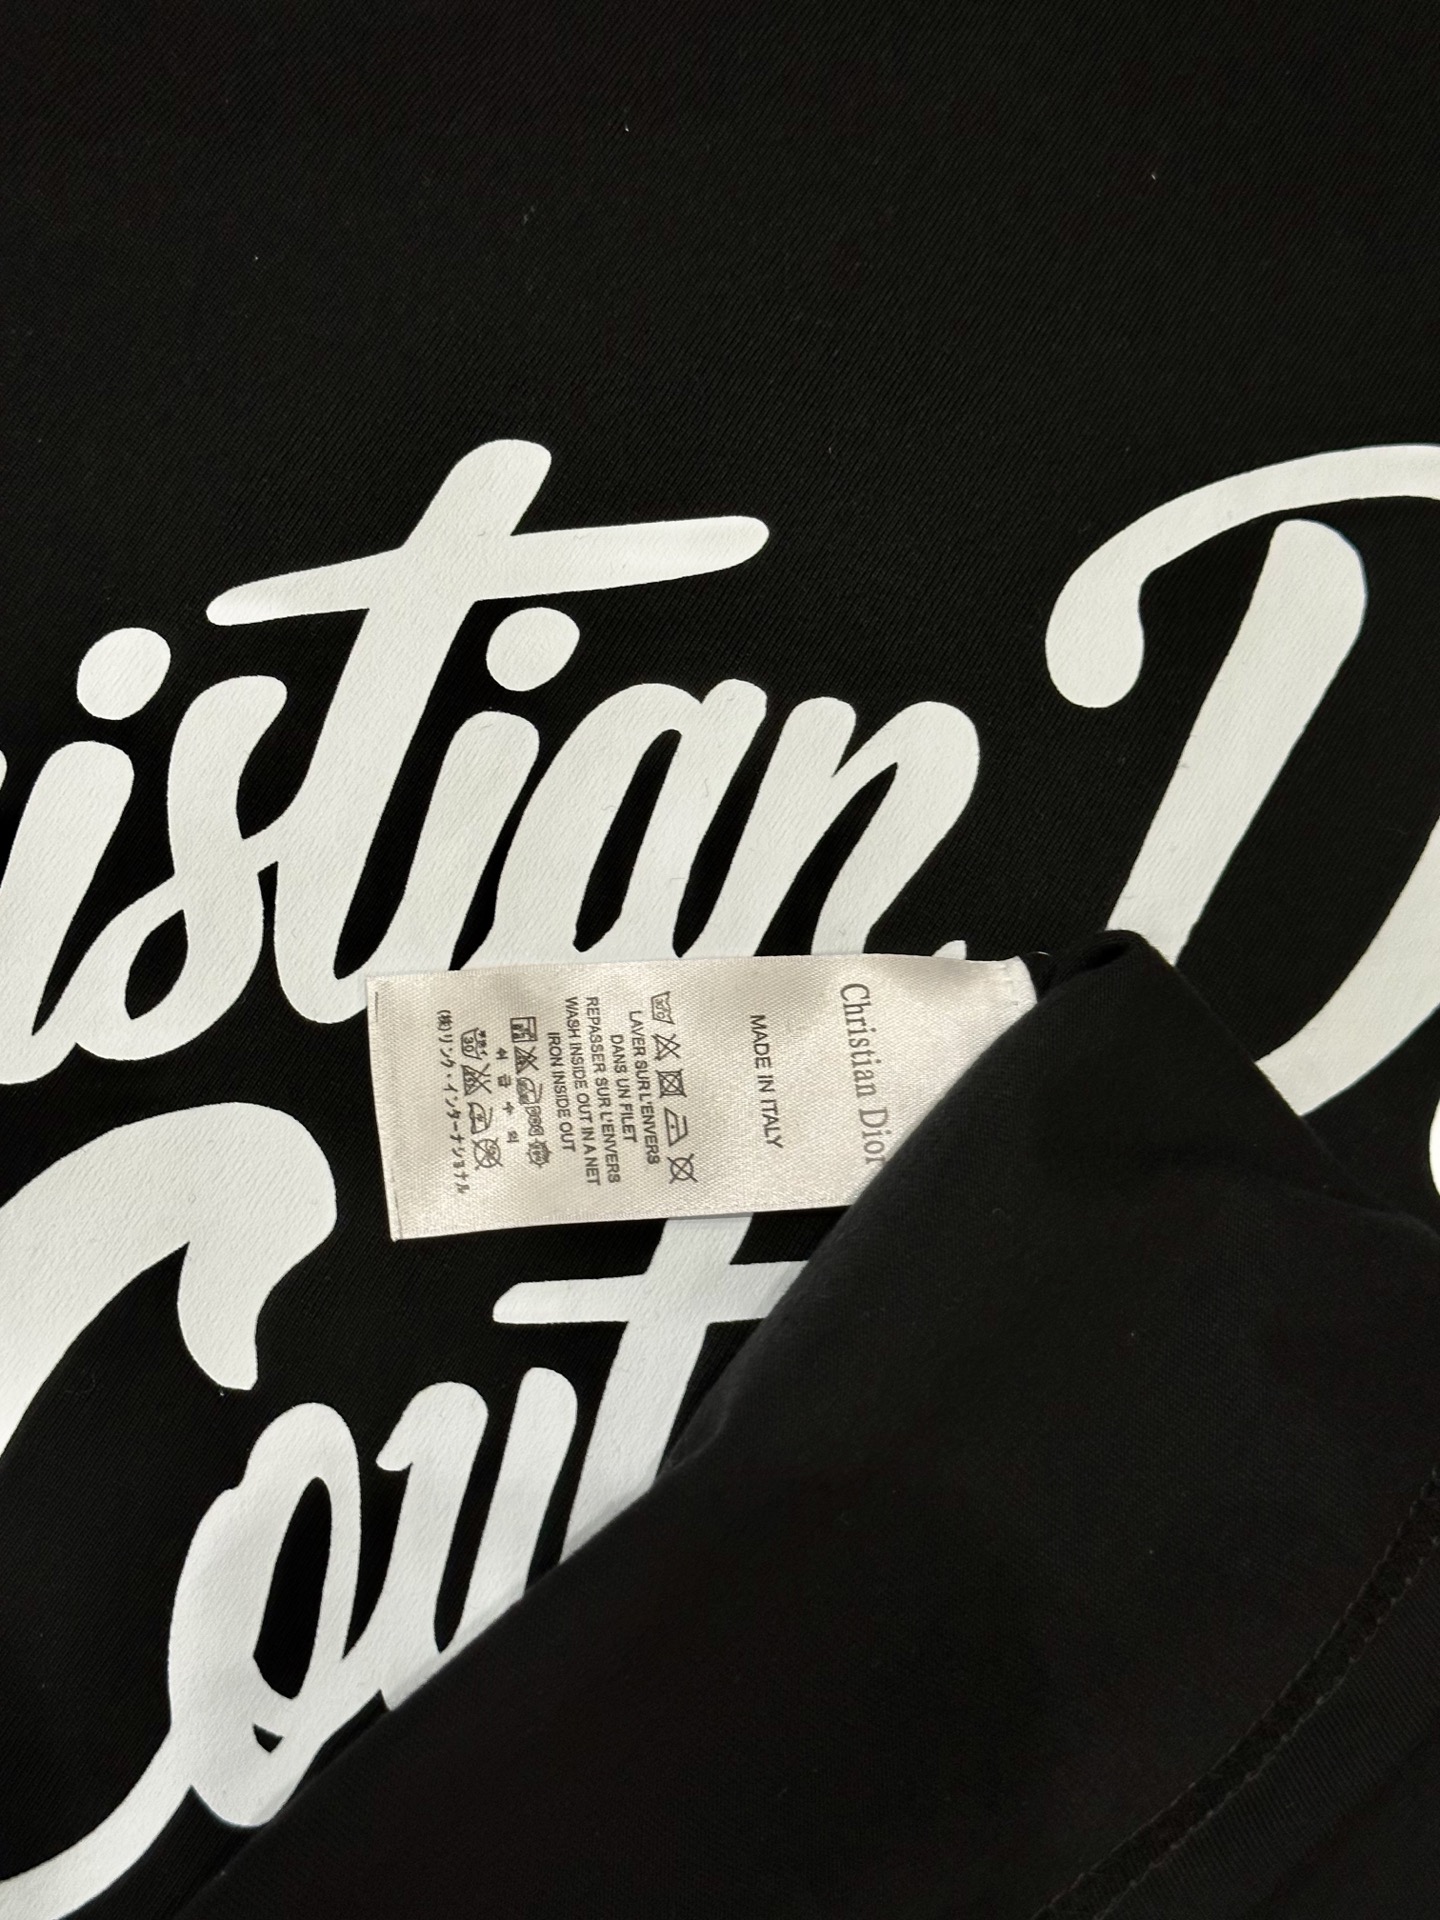 istian D
Cout
Christian Dior
MADE IN ITALY
LAVER SUR L'ENVERS
DANS UN FILET
REPASSER SUR L'ENVERS
WASH INSIDE OUT IN A NET
IRON INSIDE OUT
(株)リンク・インターナショナル